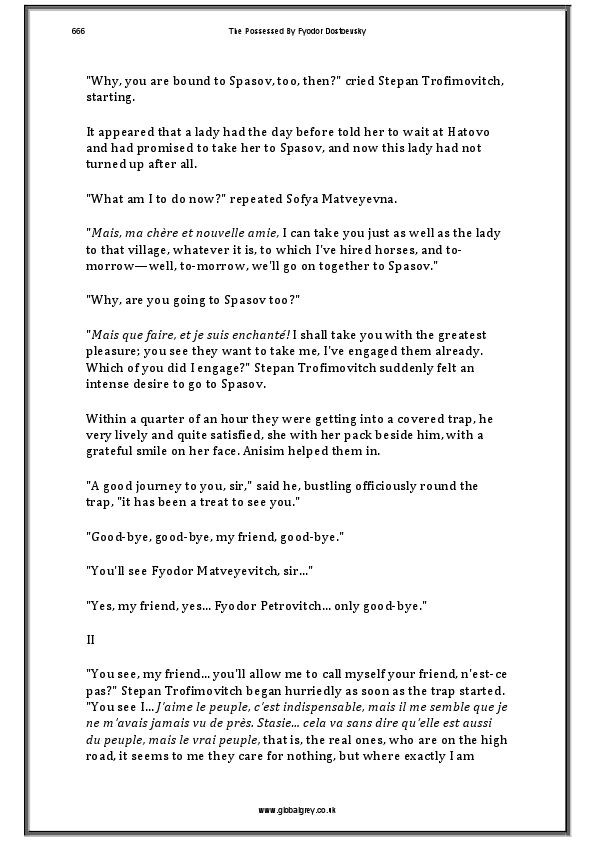 666 The Possessed By Fyodor Dostoevsky
"Why, you are bound to Spasov, too, then?" cried Stepan Trofimovitch,
starting.
It appeared that a lady had the day before told her to wait at Hatovo
and had promised to take her to Spasov, and now this lady had not
turned up after all.
"What am I to do now?" repeated Sofya Matveyevna.
"Mais, ma chère et nouvelle amie, I can take you just as well as the lady
to that village, whatever it is, to which I've hired horses, and to-
morrow—well, to-morrow, we'll go on together to Spasov."
"Why, are you going to Spasov too?"
"Mais que faire, et je suis enchanté! I shall take you with the greatest
pleasure; you see they want to take me, I've engaged them already.
Which of you did I engage?" Stepan Trofimovitch suddenly felt an
intense desire to go to Spasov.
Within a quarter of an hour they were getting into a covered trap, he
very lively and quite satisfied, she with her pack beside him, with a
grateful smile on her face. Anisim helped them in.
"A good journey to you, sir," said he, bustling officiously round the
trap, "it has been a treat to see you."
"Good-bye, good-bye, my friend, good-bye."
"You'll see Fyodor Matveyevitch, sir..."
"Yes, my friend, yes... Fyodor Petrovitch... only good-bye."
II
"You see, my friend... you'll allow me to call myself your friend, n'est-ce
pas?" Stepan Trofimovitch began hurriedly as soon as the trap started.
"You see I... J'aime le peuple, c'est indispensable, mais il me semble que je
ne m'avais jamais vu de près. Stasie... cela va sans dire qu'elle est aussi
du peuple, mais le vrai peuple, that is, the real ones, who are on the high
road, it seems to me they care for nothing, but where exactly I am
www.globalgrey.co.uk